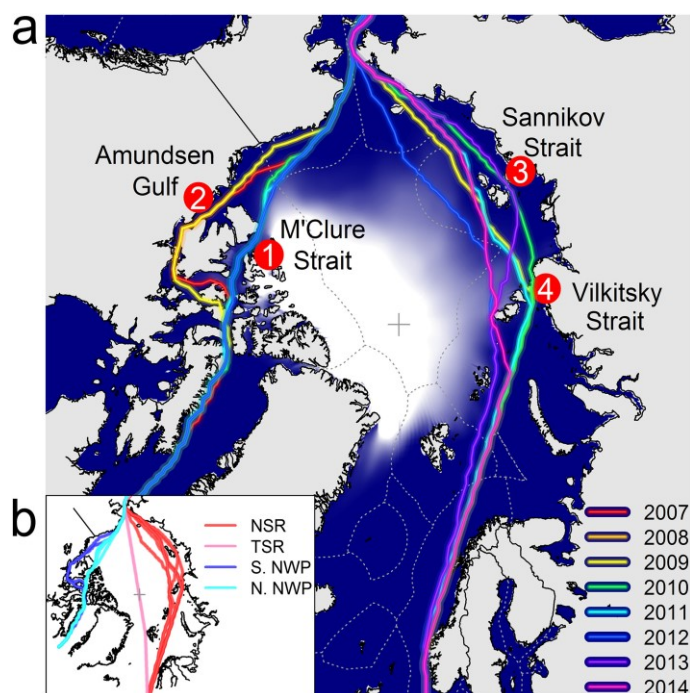 a
Amundsen
Gulf
2
M'Clure
Strait
1
Sannikov
Strait
3
4
Vilkitsky
Strait
b
NSR
TSR
S. NWP
N. NWP
2007
2008
2009
2010
2011
2012
2013
2014